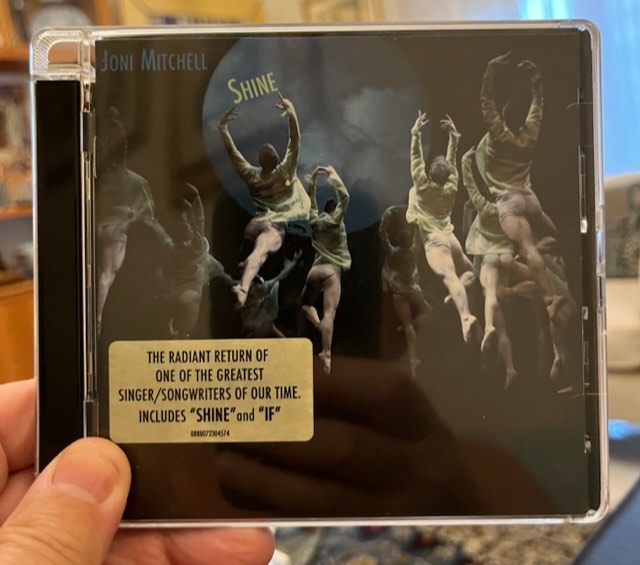 JONI MITCHELL
SHINE
THE RADIANT RETURN OF
ONE OF THE GREATEST
SINGER/SONGWRITERS OF OUR TIME.
INCLUDES "SHINE" and "IF"
0888072304574